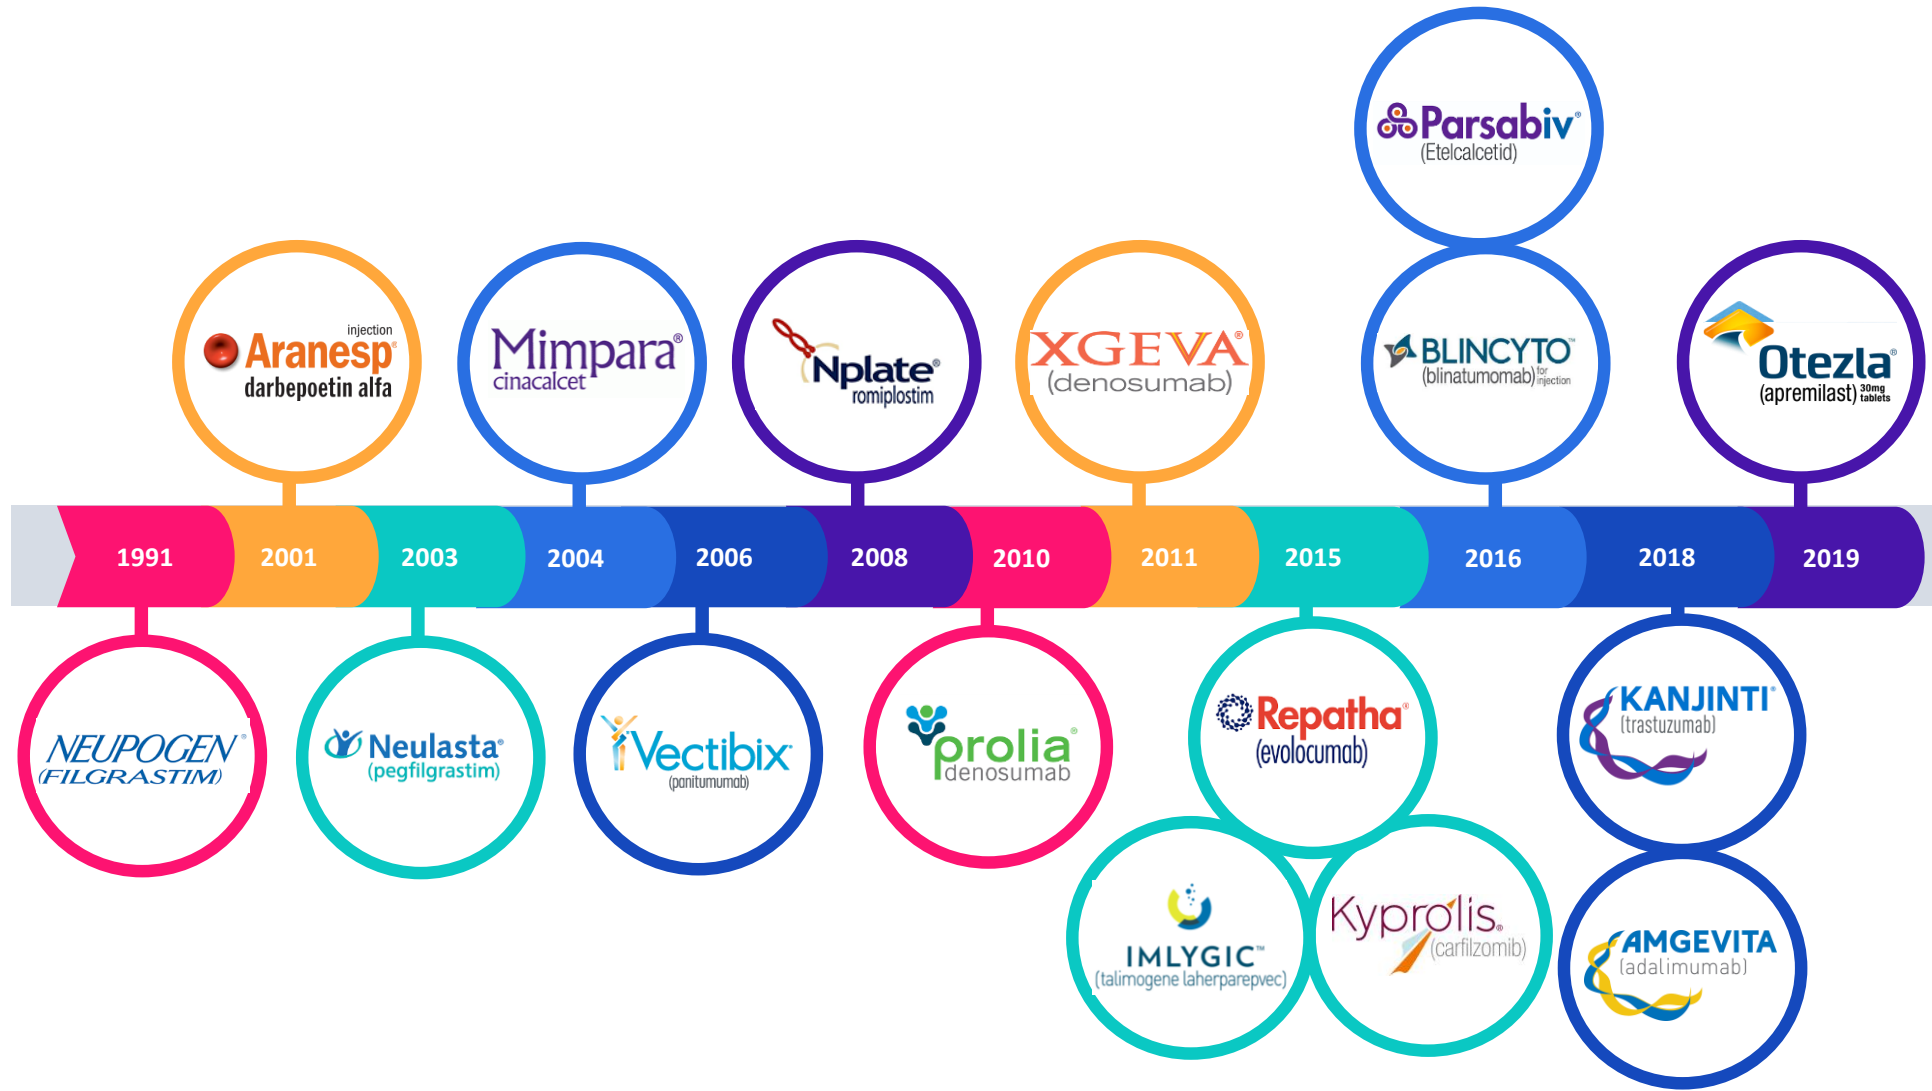 Parsabiv®
(Etelcalcetid)
injection
Aranesp®
darbepoetin alfa
Mimpara®
cinacalcet
Nplate®
romiplostim
XGEVA®
(denosumab)
BLINCYTO™
(blinatumomab) for injection
Otezla®
(apremilast) 30mg tablets
1991
2001
2003
2004
2006
2008
2010
2011
2015
2016
2018
2019
NEUPOGEN®
(FILGRASTIM)
Neulasta®
(pegfilgrastim)
Vectibix®
(panitumumab)
prolia®
denosumab
Repatha®
(evolocumab)
KANJINTI®
(trastuzumab)
IMLYGIC™
(talimogene laherparepvec)
Kyprolis®
(carfilzomib)
AMGEVITA
(adalimumab)